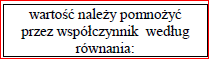 wartość należy pomnożyć
przez współczynnik według
równania: